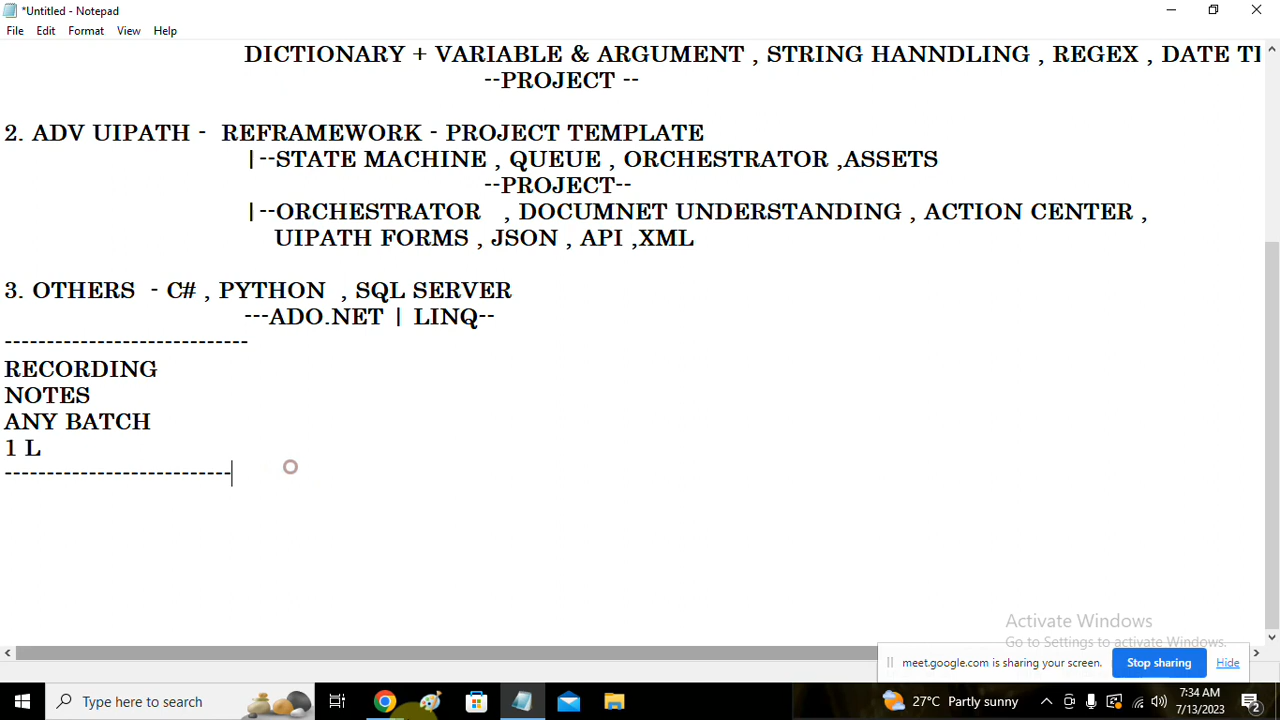 *Untitled - Notepad
File Edit Format View Help
DICTIONARY + VARIABLE & ARGUMENT , STRING HANNDLING , REGEX , DATE TI
--PROJECT --
2. ADV UIPATH - REFRAMEWORK - PROJECT TEMPLATE
|--STATE MACHINE , QUEUE , ORCHESTRATOR ,ASSETS
--PROJECT--
|--ORCHESTRATOR , DOCUMNET UNDERSTANDING , ACTION CENTER ,
UIPATH FORMS , JSON , API ,XML
3. OTHERS - C# , PYTHON , SQL SERVER
---ADO.NET | LINQ--
-----------------------------
RECORDING
NOTES
ANY BATCH
1 L
---------------------------
Activate Windows
Go to Settings to activate Windows.
meet.google.com is sharing your screen. Stop sharing Hide
Type here to search
27°C Partly sunny
7:34 AM
7/13/2023
2